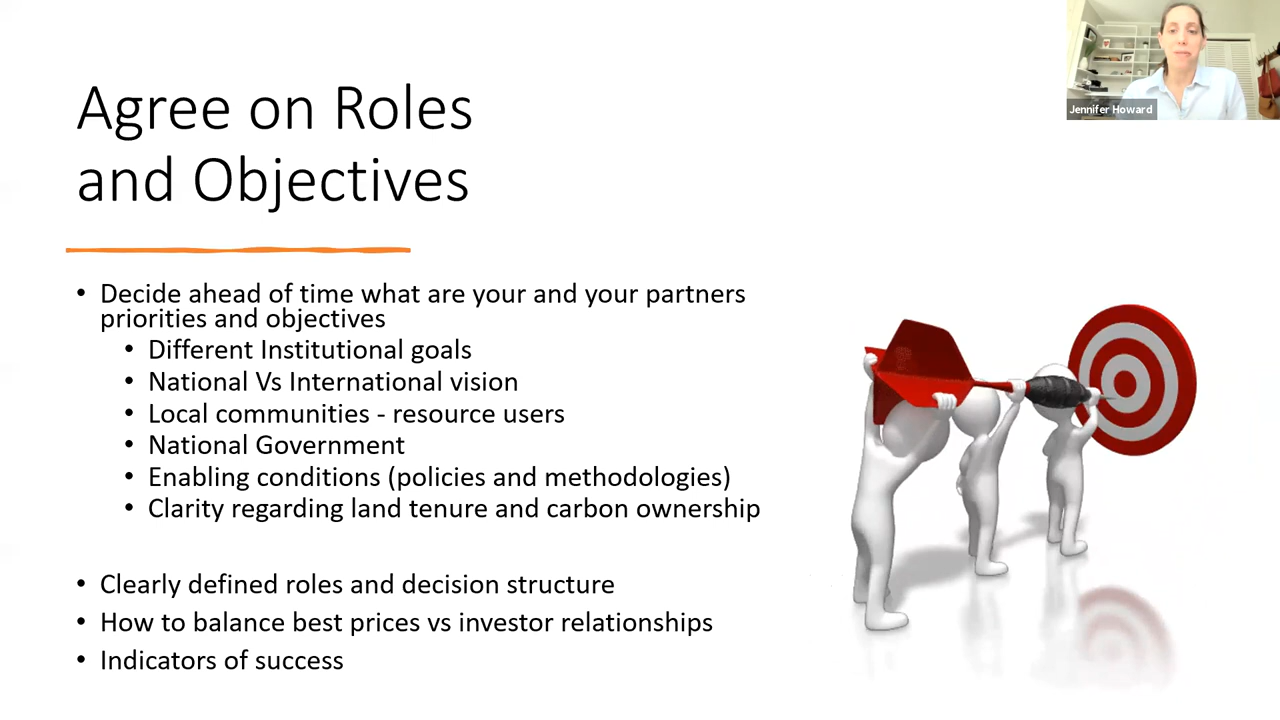 Jennifer Howard
Agree on Roles
and Objectives
• Decide ahead of time what are your and your partners
priorities and objectives
• Different Institutional goals
• National Vs International vision
• Local communities - resource users
• National Government
• Enabling conditions (policies and methodologies)
• Clarity regarding land tenure and carbon ownership
• Clearly defined roles and decision structure
• How to balance best prices vs investor relationships
• Indicators of success